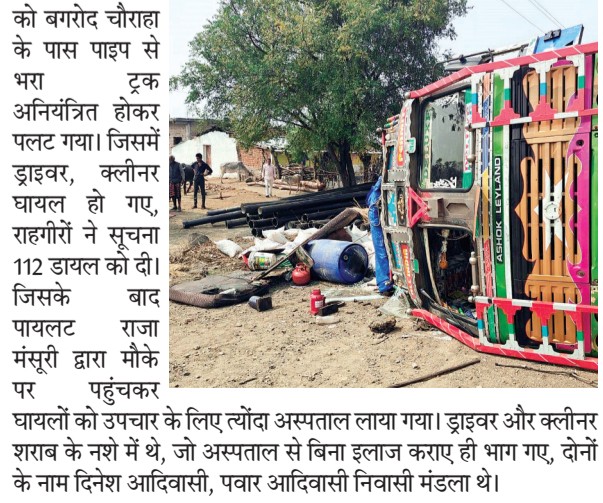 को बगरोद चौराहा
के पास पाइप से
भरा ट्रक
अनियंत्रित होकर
पलट गया। जिसमें
ड्राइवर, क्लीनर
घायल हो गए,
राहगीरों ने सूचना
112 डायल को दी।
जिसके बाद
पायलट राजा
मंसूरी द्वारा मौके
पर पहुंचकर
घायलों को उपचार के लिए त्योंदा अस्पताल लाया गया। ड्राइवर और क्लीनर
शराब के नशे में थे, जो अस्पताल से बिना इलाज कराए ही भाग गए, दोनों
के नाम दिनेश आदिवासी, पवार आदिवासी निवासी मंडला थे।
ASHOK LEYLAND